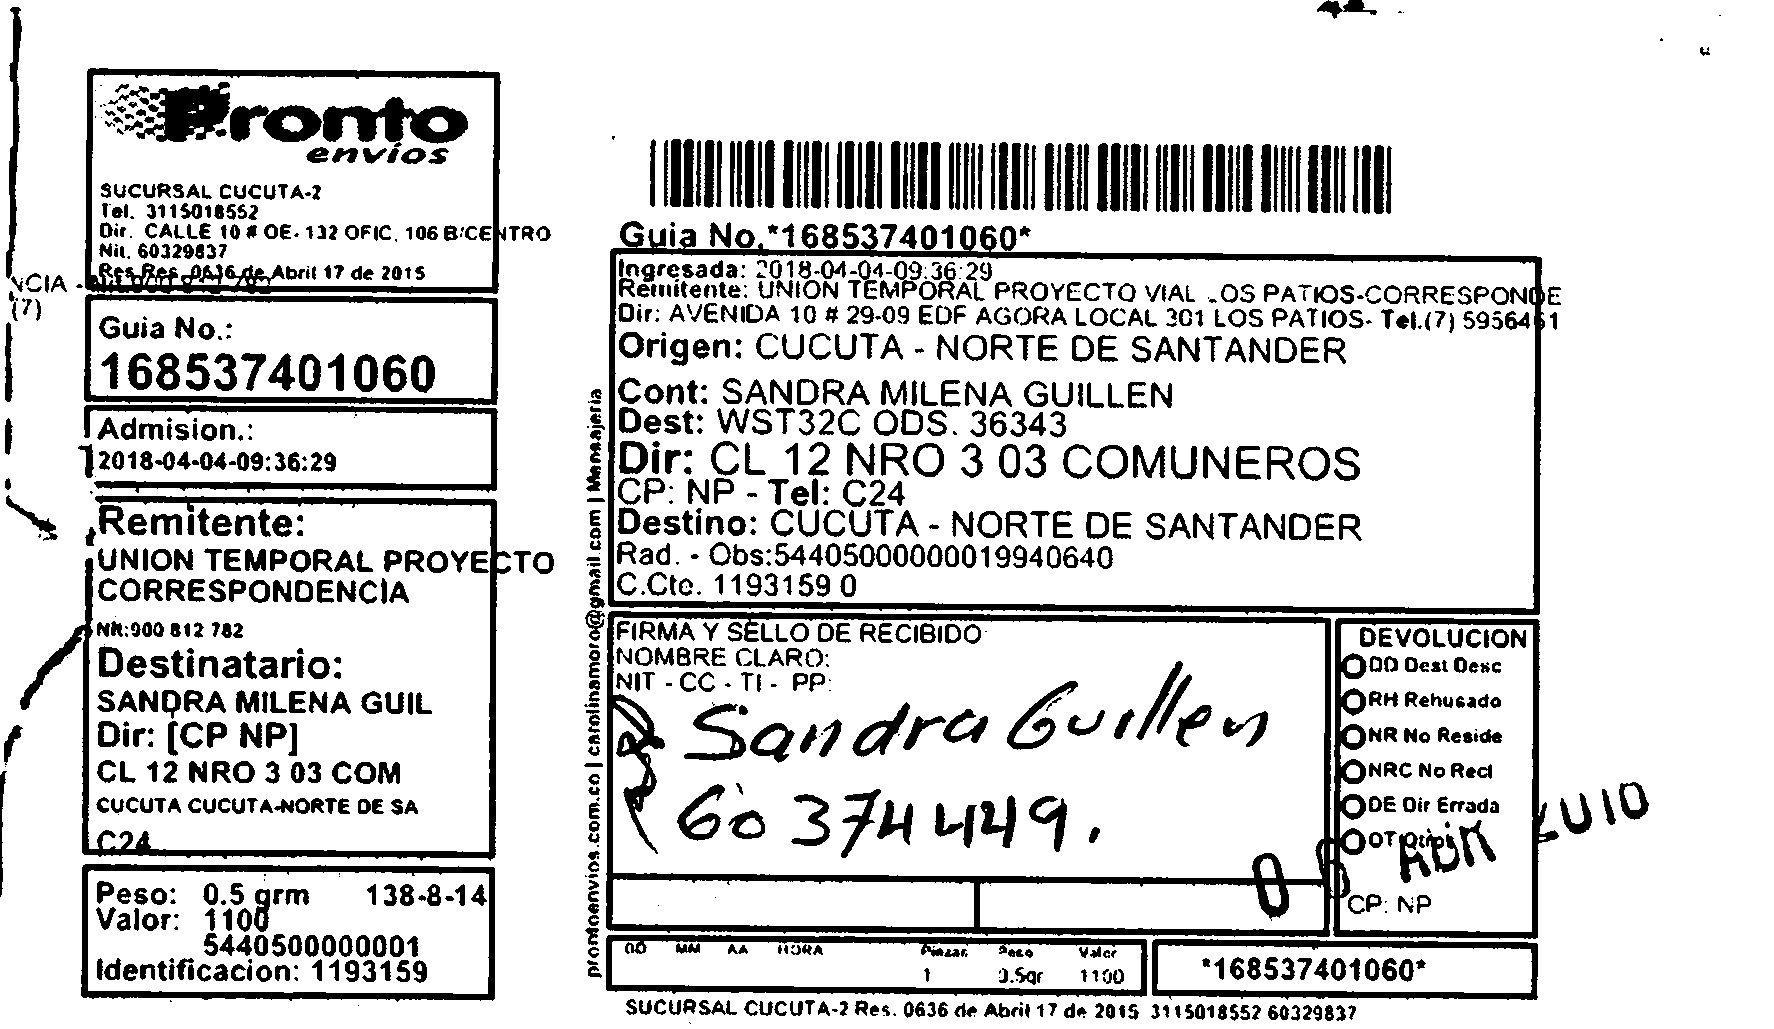 Pronto
envios
SUCURSAL CUCUTA-2
Tel. 3115018552
Dir. CALLE 10 # OE- 132 OFIC. 106 B/CENTRO
Nit. 60329837
Res Res 0636 de Abril 17 de 2015
NCIA -
(7)
Guia No.:
168537401060
Admision.:
2018-04-04-09:36:29
Remitente:
UNION TEMPORAL PROYECTO
CORRESPONDENCIA
Nit:900 812 782
Destinatario:
SANDRA MILENA GUIL
Dir: [CP NP]
CL 12 NRO 3 03 COM
CUCUTA CUCUTA-NORTE DE SA
C24
Peso: 0.5 grm 138-8-14
Valor: 1100
5440500000001
Identificacion: 1193159
Guia No.*168537401060*
Ingresada: 2018-04-04-09:36:29
Remitente: UNION TEMPORAL PROYECTO VIAL LOS PATIOS-CORRESPONDE
Dir: AVENIDA 10 # 29-09 EDF AGORA LOCAL 301 LOS PATIOS- Tel.(7) 5956461
Origen: CUCUTA - NORTE DE SANTANDER
Cont: SANDRA MILENA GUILLEN
Dest: WST32C ODS. 36343
Dir: CL 12 NRO 3 03 COMUNEROS
CP: NP - Tel: C24
Destino: CUCUTA - NORTE DE SANTANDER
Rad. - Obs:54405000000019940640
C.Cto. 1193159 0
prontoenvios.com.co | carolinamoro@gmail.com | Mensajeria
FIRMA Y SELLO DE RECIBIDO
NOMBRE CLARO:
NIT - CC - TI - PP:
Sandra Guillen
60 374449.
DEVOLUCION
DD Dest Desc
RH Rehusado
NR No Reside
NRC No Recl
DE Dir Errada
OT Otros
CP: NP
DD MM AA HORA Piezas Peso Valor
1 0.5gr 1100
*168537401060*
SUCURSAL CUCUTA-2 Res. 0636 de Abril 17 de 2015 3115018552 60329837